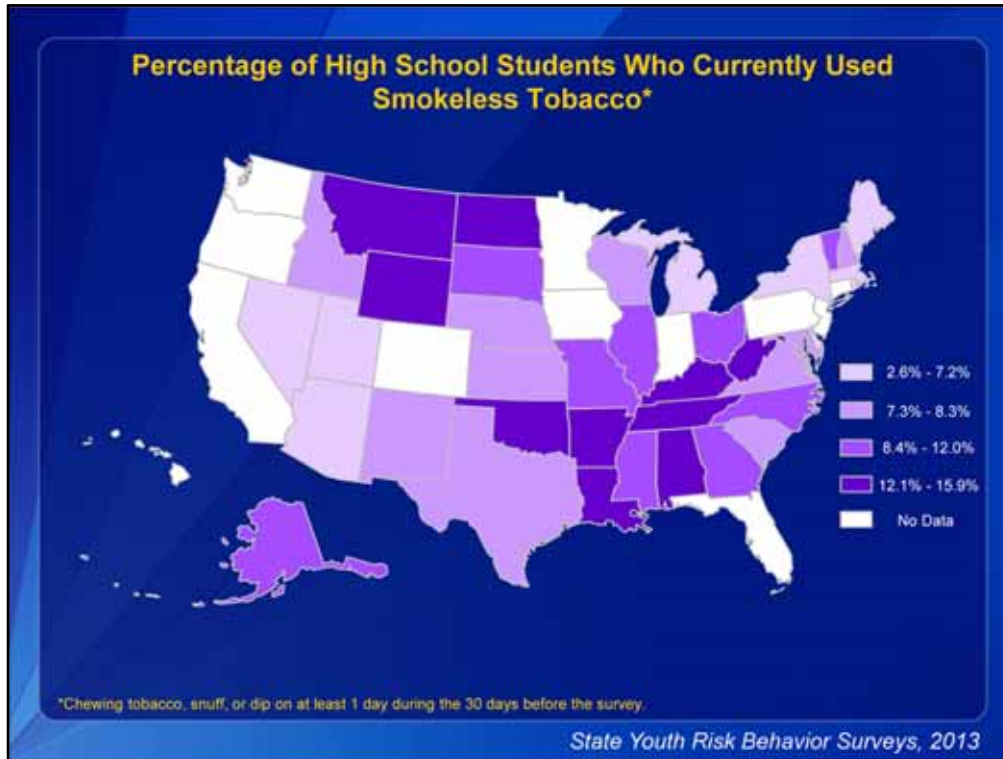 Percentage of High School Students Who Currently Used
Smokeless Tobacco*
2.6% - 7.2%
7.3% - 8.3%
8.4% - 12.0%
12.1% - 15.9%
No Data
*Chewing tobacco, snuff, or dip on at least 1 day during the 30 days before the survey.
State Youth Risk Behavior Surveys, 2013